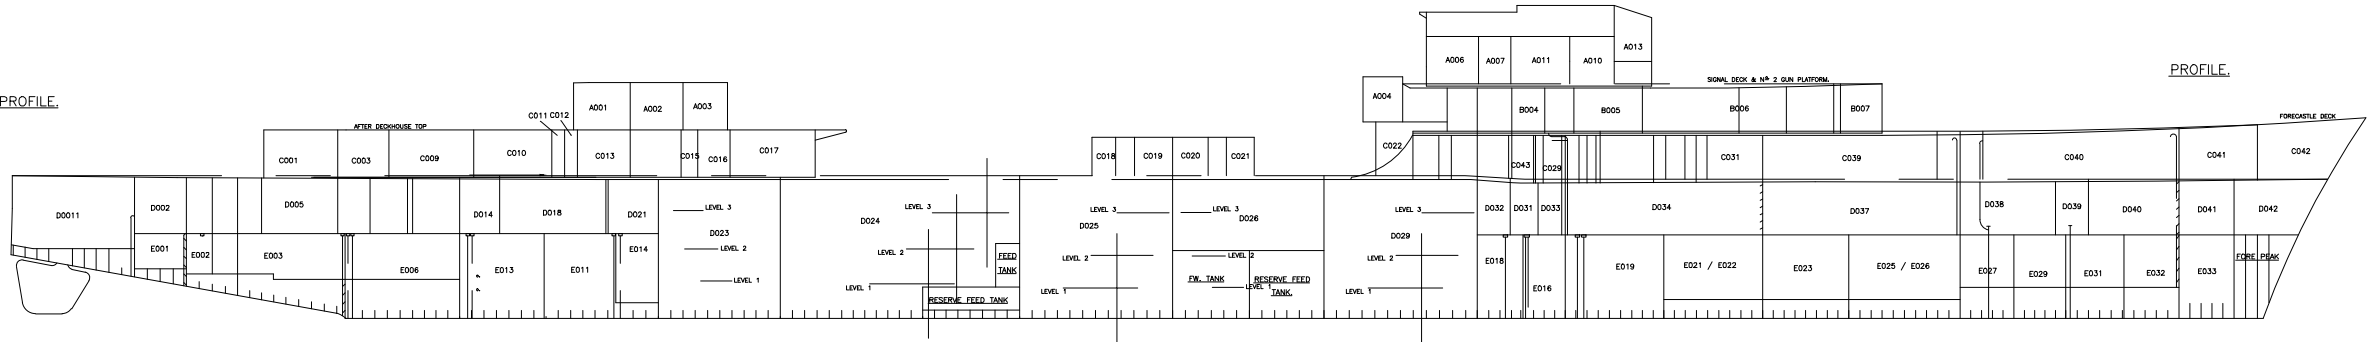 A013
A006
A007
A011
A010
PROFILE.
SIGNAL DECK & Nº 2 GUN PLATFORM.
A004
PROFILE.
A001
A002
A003
B004
B005
B006
B007
C011
C012
FORECASTLE DECK
AFTER DECKHOUSE TOP
C001
C003
C009
C010
C013
C015
C016
C017
C018
C019
C020
C021
C022
C043
C029
C031
C039
C040
C041
C042
D0011
D002
D005
D014
D018
D021
LEVEL 3
D023
LEVEL 2
LEVEL 1
D024
LEVEL 3
LEVEL 2
LEVEL 1
FEED
TANK
RESERVE FEED TANK
LEVEL 3
D025
LEVEL 2
LEVEL 1
LEVEL 3
D026
LEVEL 2
FW. TANK
LEVEL 1
RESERVE FEED
TANK.
LEVEL 3
D029
LEVEL 2
LEVEL 1
D032
D031
D033
D034
D037
D038
D039
D040
D041
D042
E001
E002
E003
E006
E013
E011
E014
E018
E016
E019
E021 / E022
E023
E025 / E026
E027
E029
E031
E032
E033
FORE PEAK